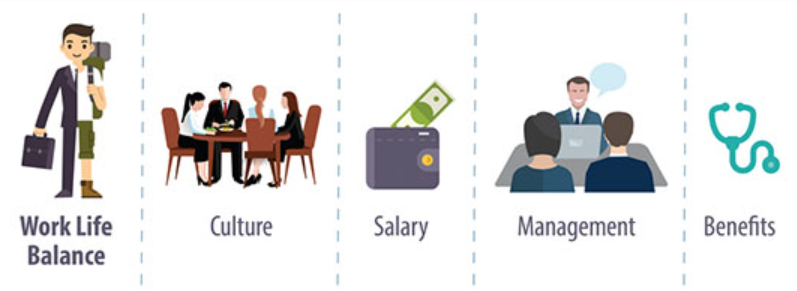 Work Life
Balance
Culture
Salary
Management
Benefits